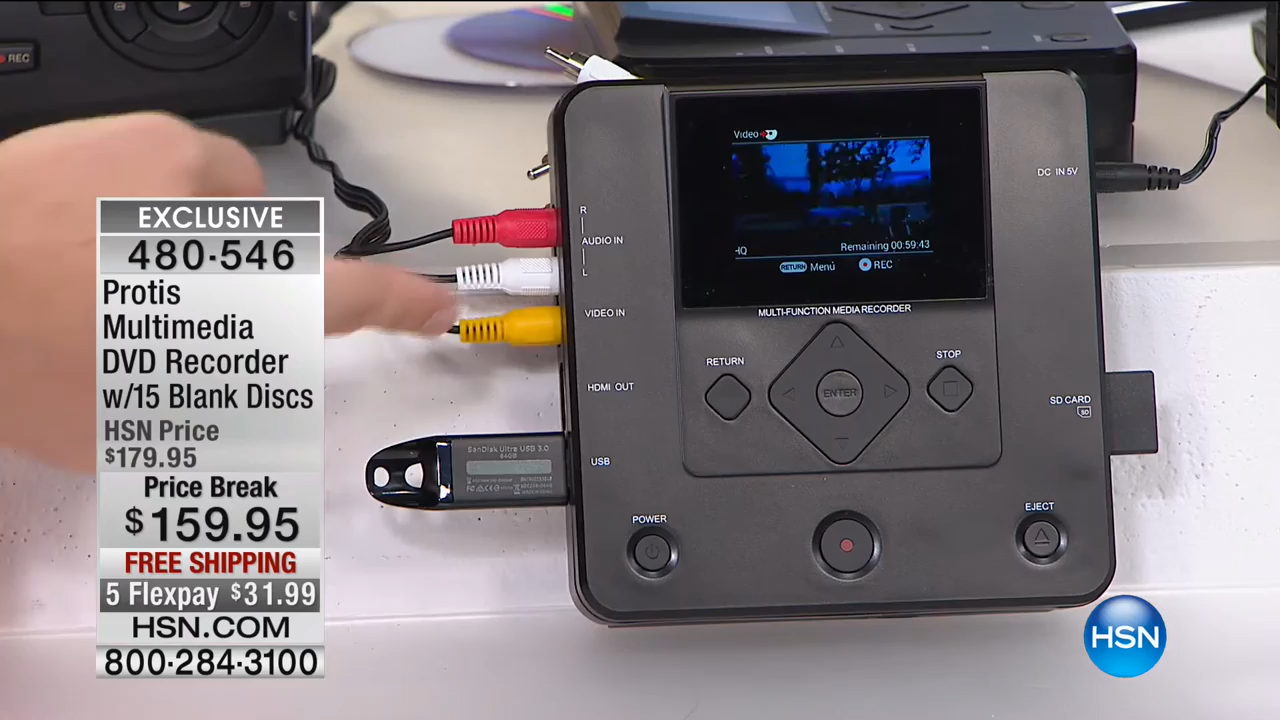 REC
EXCLUSIVE
480-546
Protis
Multimedia
DVD Recorder
w/15 Blank Discs
HSN Price
$179.95
Price Break
$159.95
FREE SHIPPING
5 Flexpay $31.99
HSN.COM
800-284-3100
Video
HQ
Remaining 00:59:43
RETURN Menu
REC
MULTI-FUNCTION MEDIA RECORDER
R
AUDIO IN
L
VIDEO IN
HDMI OUT
USB
DC IN 5V
RETURN
STOP
ENTER
SD CARD
SD
SanDisk Ultra USB 3.0
64GB
POWER
EJECT
HSN